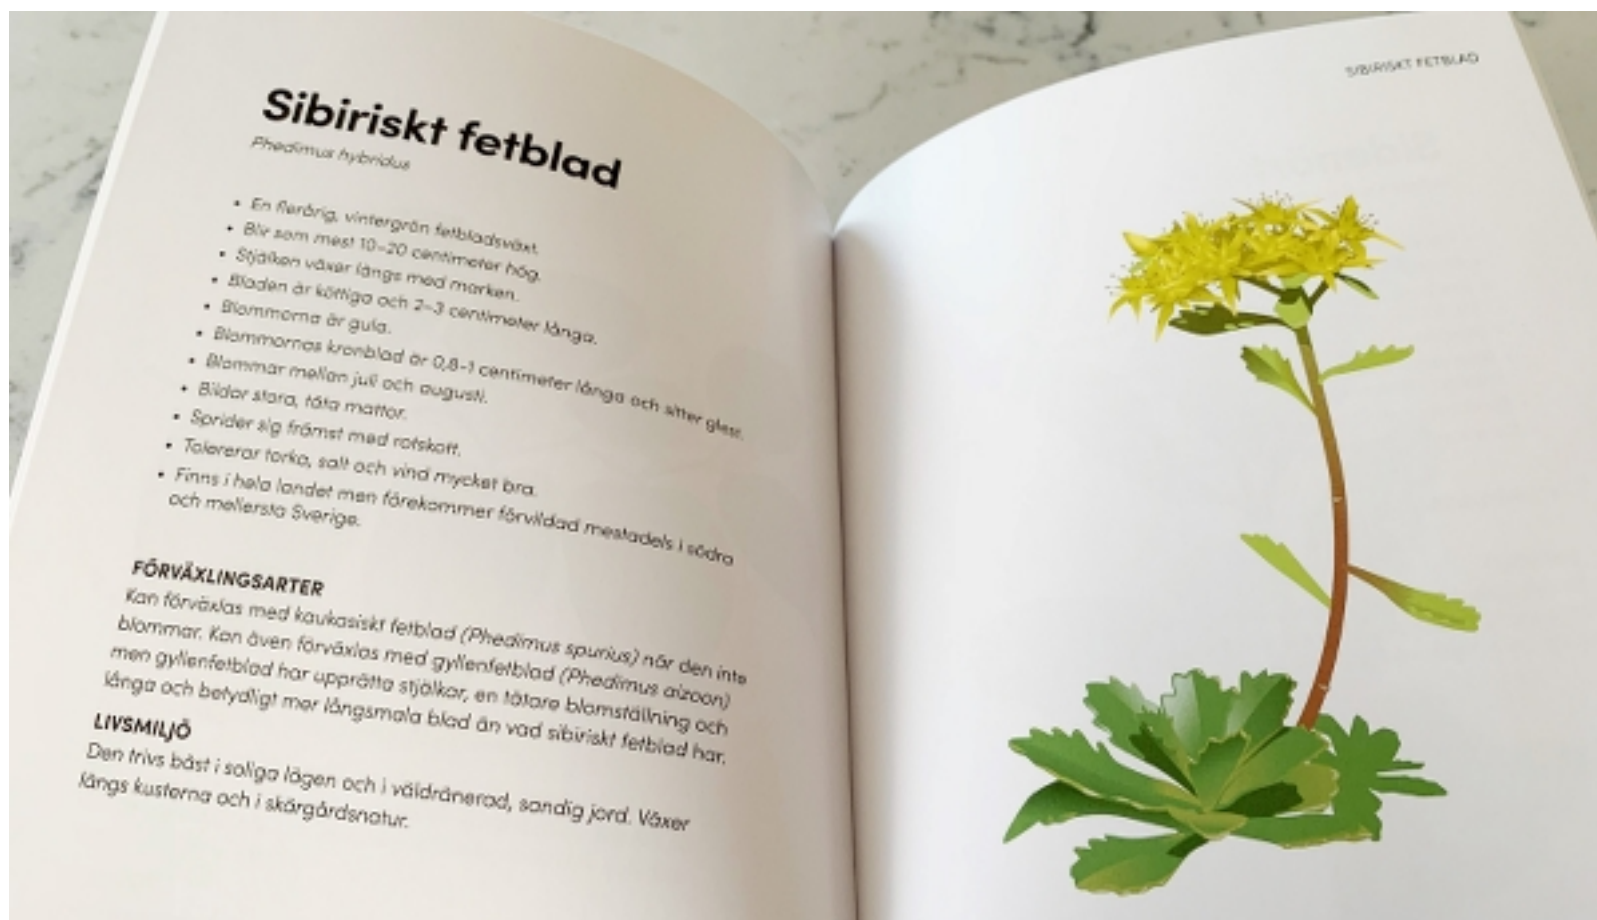 Sibiriskt fetblad
Phedimus hybridus
• En flerårig, vintergrön fetbladsväxt.
• Blir som mest 10–20 centimeter hög.
• Stjälken växer längs med marken.
• Bladen är köttiga och 2–3 centimeter långa.
• Blommorna är gula.
• Blommornas kronblad är 0,8–1 centimeter långa och sitter glest.
• Blommar mellan juli och augusti.
• Bildar stora, täta mattor.
• Sprider sig främst med rotskott.
• Tolererar torka, salt och vind mycket bra.
• Finns i hela landet men förekommer förvildad mestadels i södra
och mellersta Sverige.
FÖRVÄXLINGSARTER
Kan förväxlas med kaukasiskt fetblad (Phedimus spurius) när den inte
blommar. Kan även förväxlas med gyllenfetblad (Phedimus aizoon)
men gyllenfetblad har upprätta stjälkar, en tätare blomställning och
långa och betydligt mer långsmala blad än vad sibiriskt fetblad har.
LIVSMILJÖ
Den trivs bäst i soliga lägen och i väldränerad, sandig jord. Växer
längs kusterna och i skärgårdsnatur.
SIBIRISKT FETBLAD